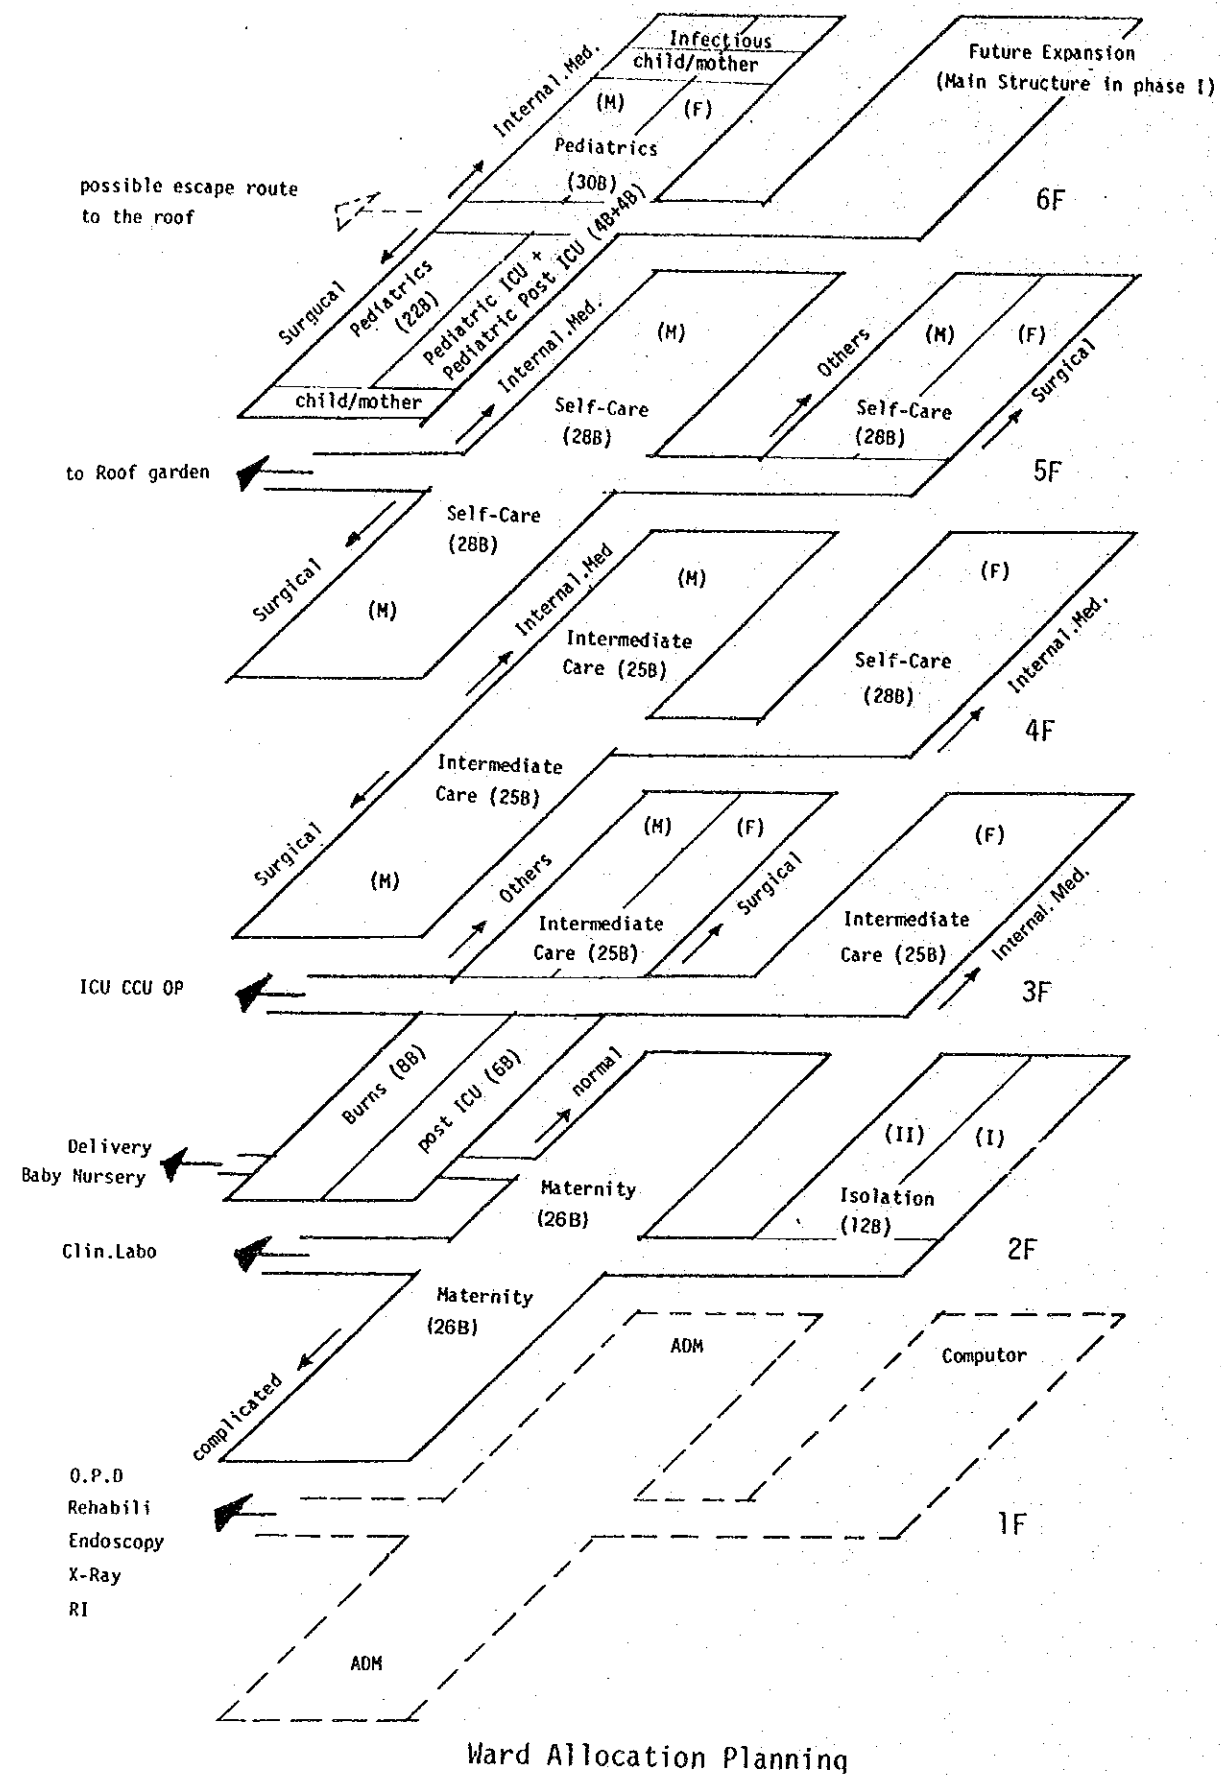 Infectious
child/mother
Internal.Med.
(M)
(F)
Pediatrics
(30B)
Future Expansion
(Main Structure in phase I)
possible escape route
to the roof
6F
Surgucal
Pediatrics
(22B)
Pediatric ICU +
Pediatric Post ICU (4B+4B)
child/mother
Internal.Med.
(M)
Self-Care
(28B)
Others
(M)
(F)
Self-Care
(28B)
Surgical
5F
to Roof garden
Self-Care
(28B)
Surgical
(M)
Internal.Med
(M)
Intermediate
Care (25B)
(F)
Self-Care
(28B)
Internal.Med.
4F
Intermediate
Care (25B)
Surgical
(M)
Others
(M)
(F)
Intermediate
Care (25B)
Surgical
(F)
Intermediate
Care (25B)
Internal.Med.
3F
ICU CCU OP
Burns (8B)
post ICU (6B)
normal
Delivery
Baby Nursery
Maternity
(26B)
(II)
(I)
Isolation
(12B)
2F
Clin.Labo
Maternity
(26B)
complicated
ADM
Computor
O.P.D
Rehabili
Endoscopy
X-Ray
RI
1F
ADM
Ward Allocation Planning